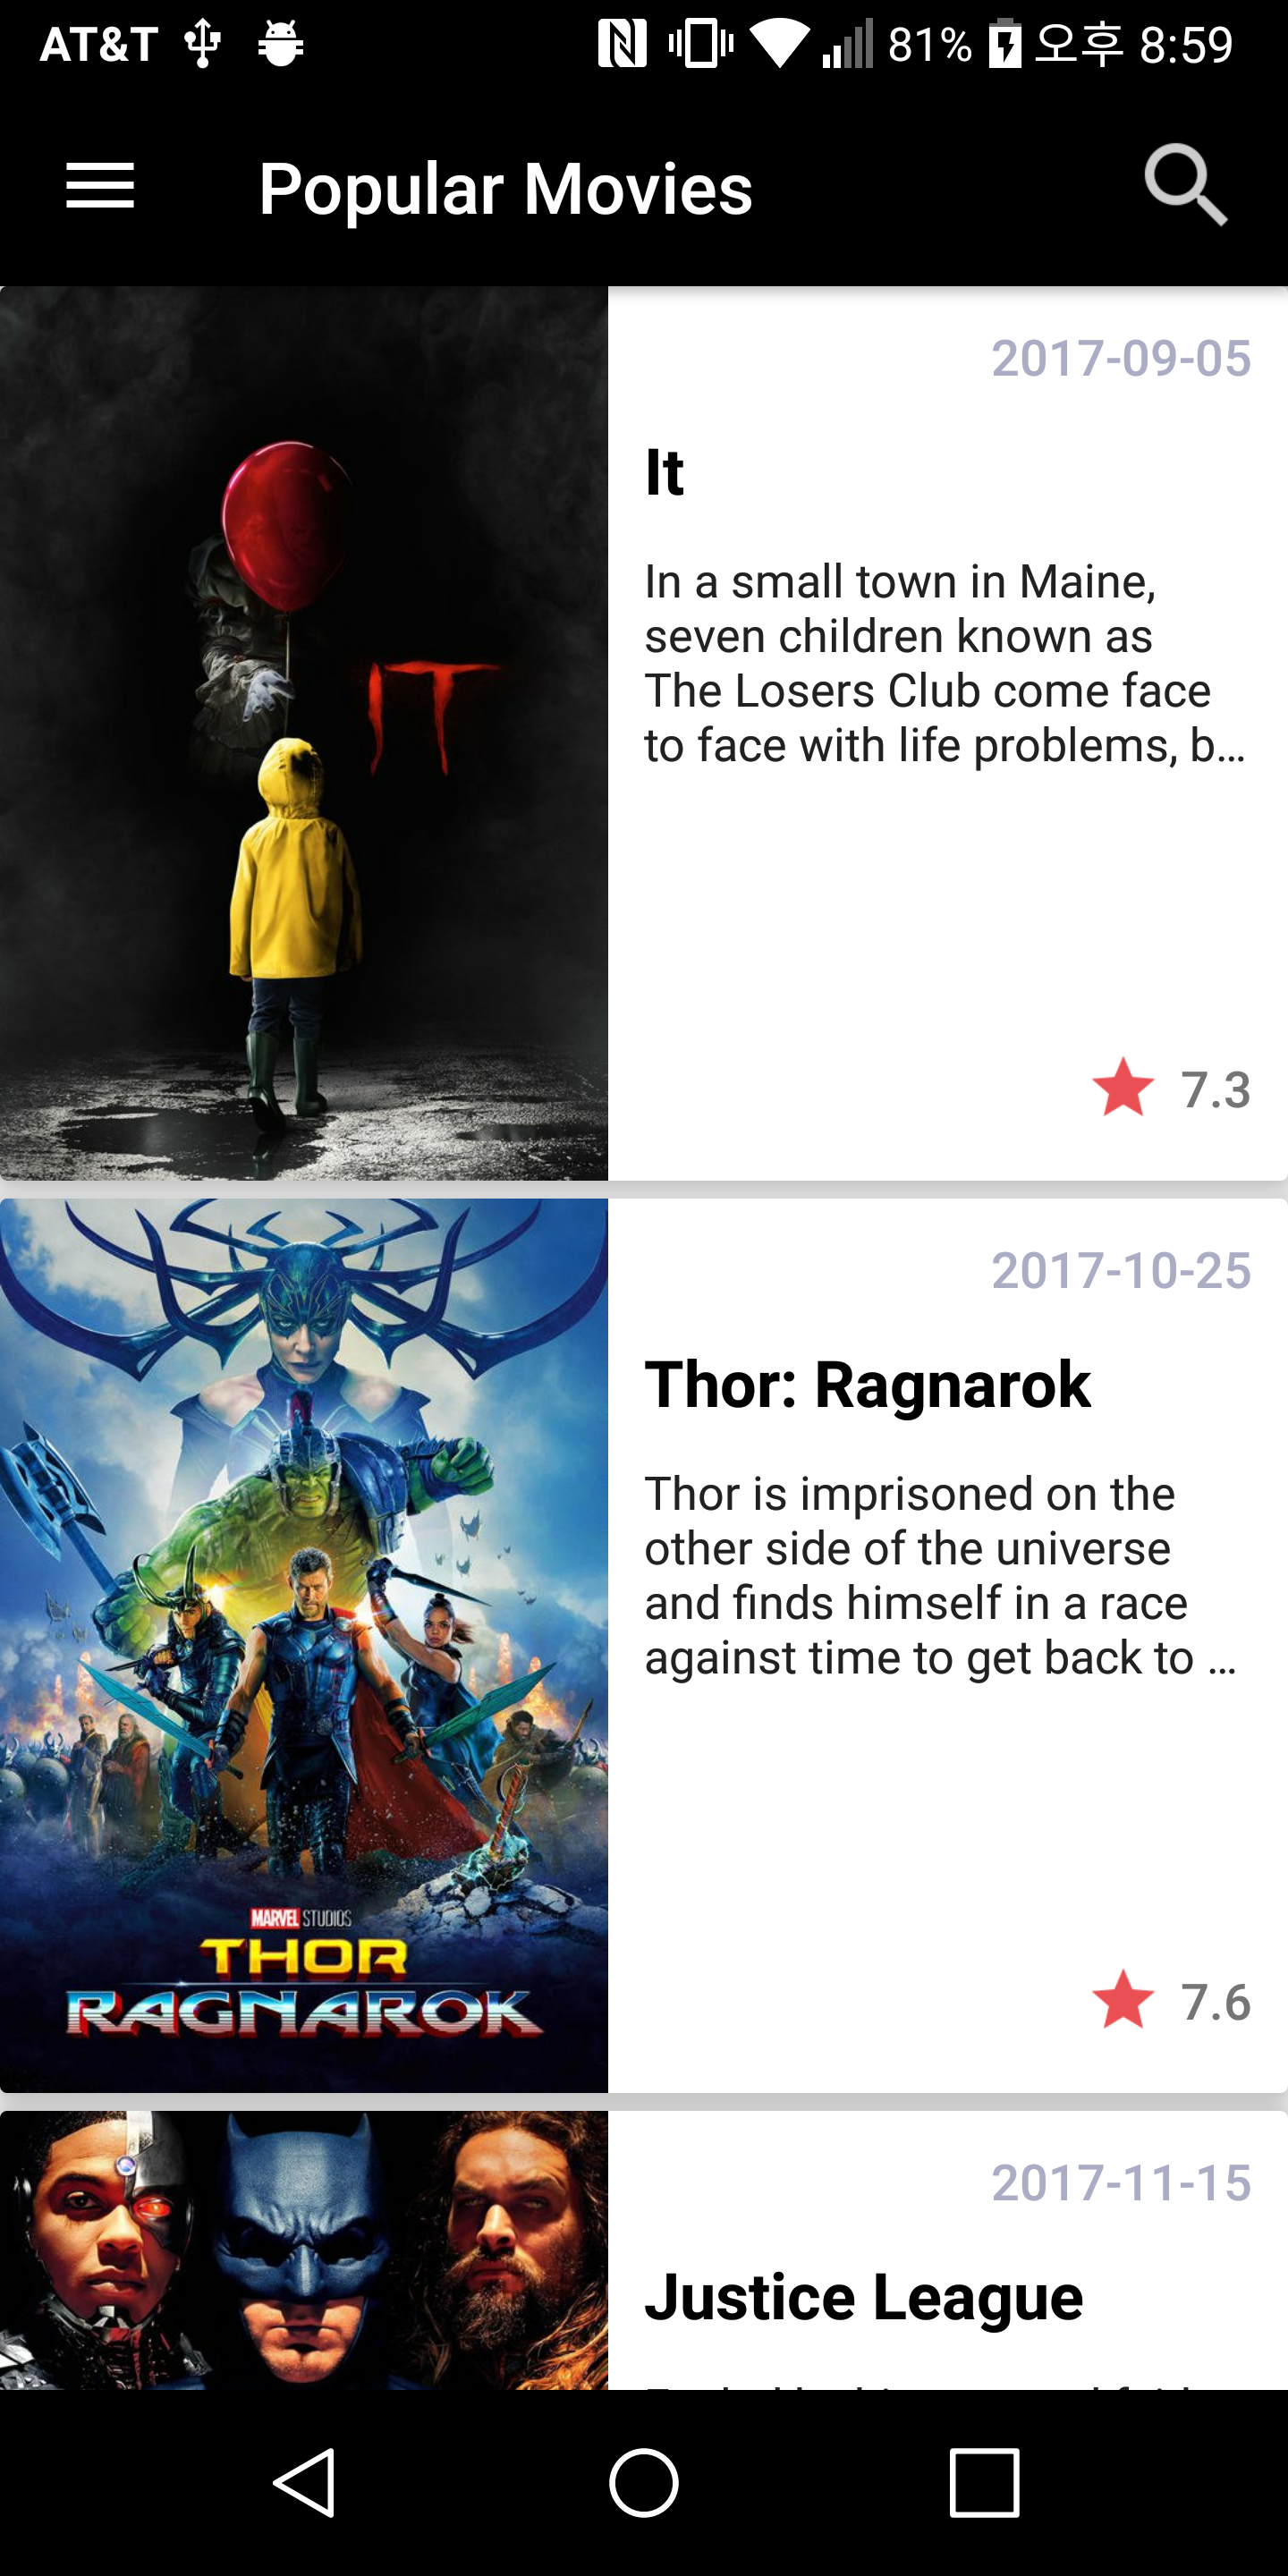 AT&T 81% 오후 8:59
Popular Movies
2017-09-05
It
In a small town in Maine,
seven children known as
The Losers Club come face
to face with life problems, b...
7.3
IT
2017-10-25
Thor: Ragnarok
Thor is imprisoned on the
other side of the universe
and finds himself in a race
against time to get back to ...
7.6
MARVEL STUDIOS
THOR
RAGNAROK
2017-11-15
Justice League